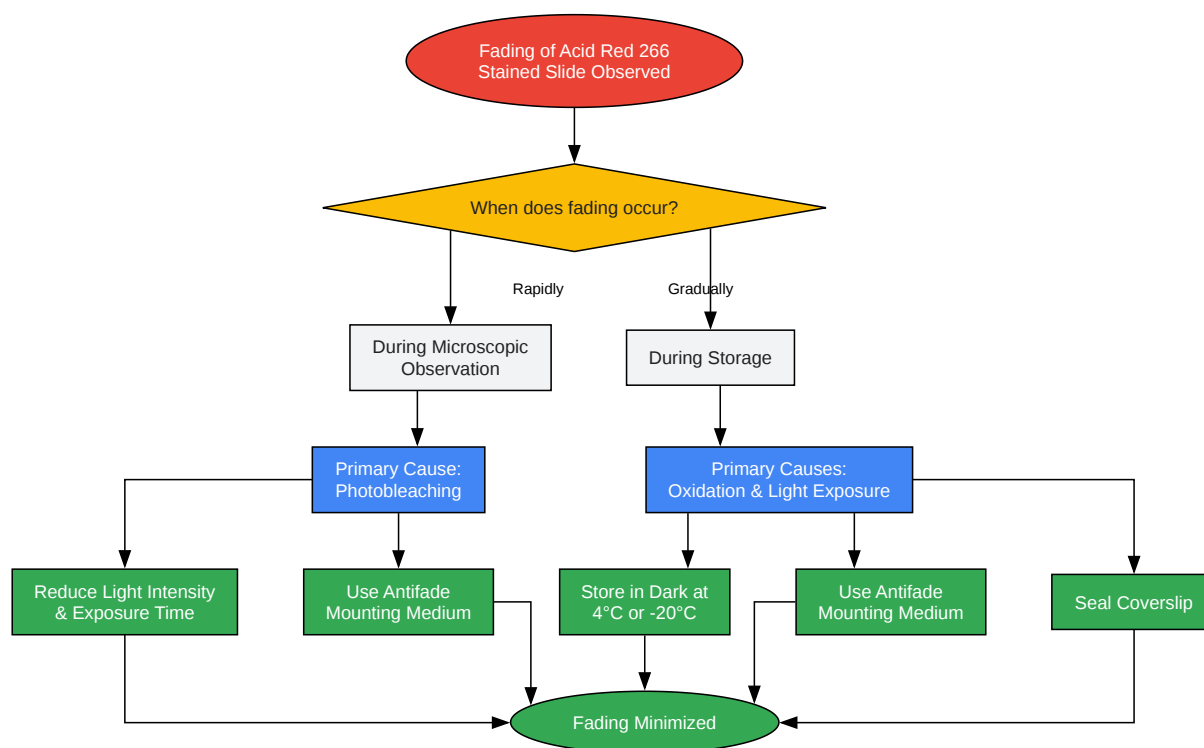 Fading of Acid Red 266
Stained Slide Observed
When does fading occur?
Rapidly
Gradually
During Microscopic
Observation
During Storage
Primary Cause:
Photobleaching
Primary Causes:
Oxidation & Light Exposure
Reduce Light Intensity
& Exposure Time
Use Antifade
Mounting Medium
Store in Dark at
4°C or -20°C
Use Antifade
Mounting Medium
Seal Coverslip
Fading Minimized